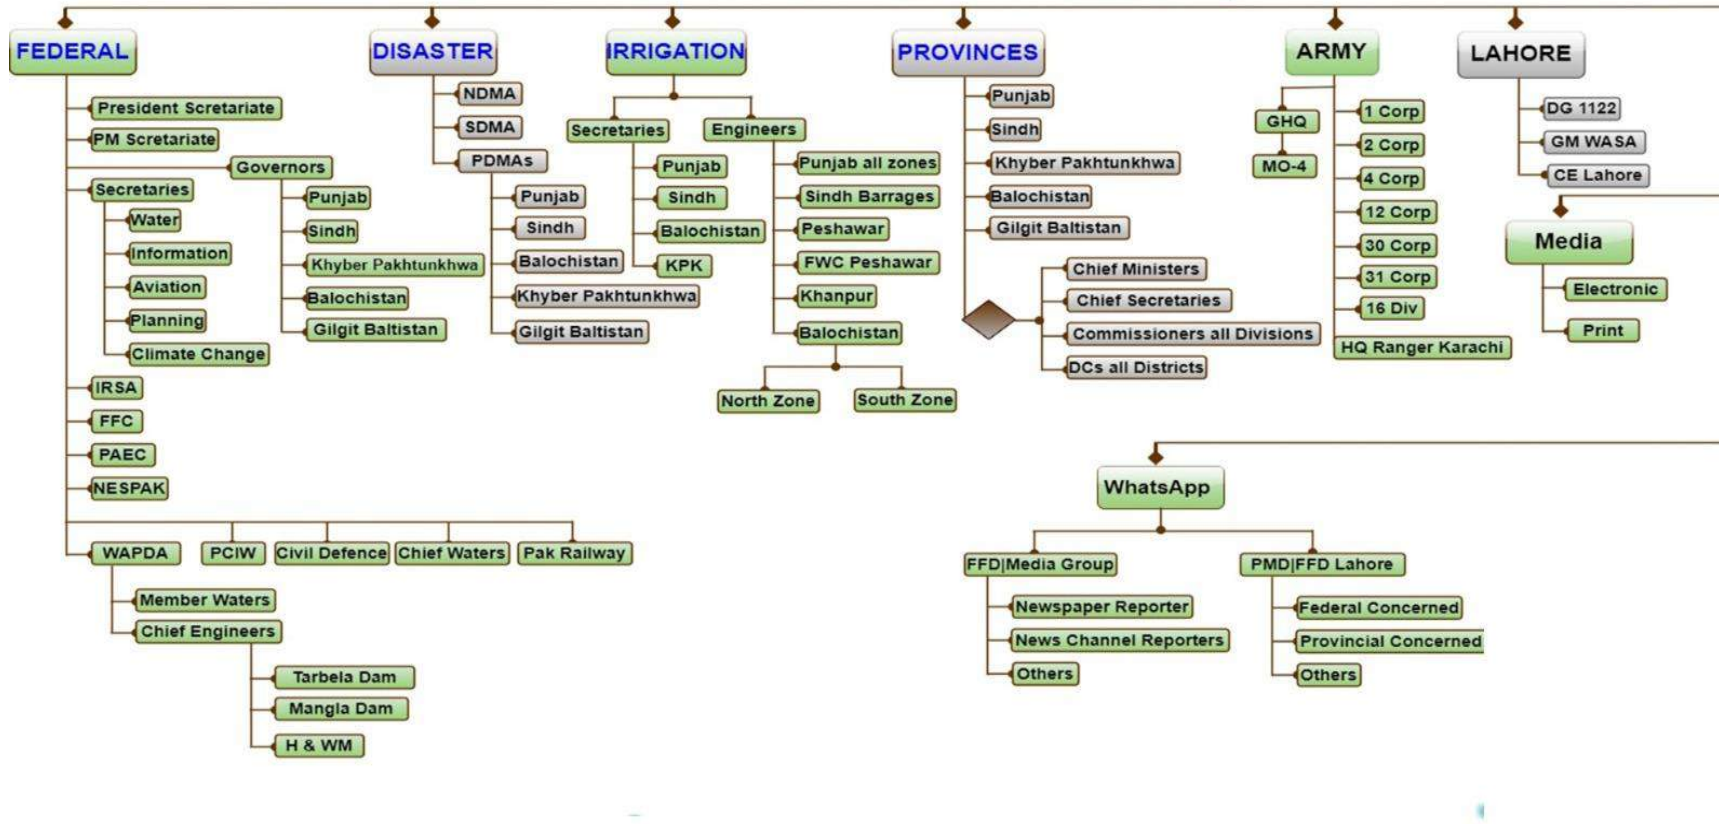 FEDERAL
President Scretariate
PM Scretariate
Governors
Punjab
Sindh
Khyber Pakhtunkhwa
Balochistan
Gilgit Baltistan
Secretaries
Water
Information
Aviation
Planning
Climate Change
IRSA
FFC
PAEC
NESPAK
WAPDA
PCIW
Civil Defence
Chief Waters
Pak Railway
Member Waters
Chief Engineers
Tarbela Dam
Mangla Dam
H & WM
DISASTER
NDMA
SDMA
PDMAs
Punjab
Sindh
Balochistan
Khyber Pakhtunkhwa
Gilgit Baltistan
IRRIGATION
Secretaries
Punjab
Sindh
Balochistan
KPK
Engineers
Punjab all zones
Sindh Barrages
Peshawar
FWC Peshawar
Khanpur
Balochistan
North Zone
South Zone
PROVINCES
Punjab
Sindh
Khyber Pakhtunkhwa
Balochistan
Gilgit Baltistan
Chief Ministers
Chief Secretaries
Commissioners all Divisions
DCs all Districts
ARMY
GHQ
MO-4
1 Corp
2 Corp
4 Corp
12 Corp
30 Corp
31 Corp
16 Div
HQ Ranger Karachi
LAHORE
DG 1122
GM WASA
CE Lahore
Media
Electronic
Print
WhatsApp
FFD|Media Group
Newspaper Reporter
News Channel Reporters
Others
PMD|FFD Lahore
Federal Concerned
Provincial Concerned
Others